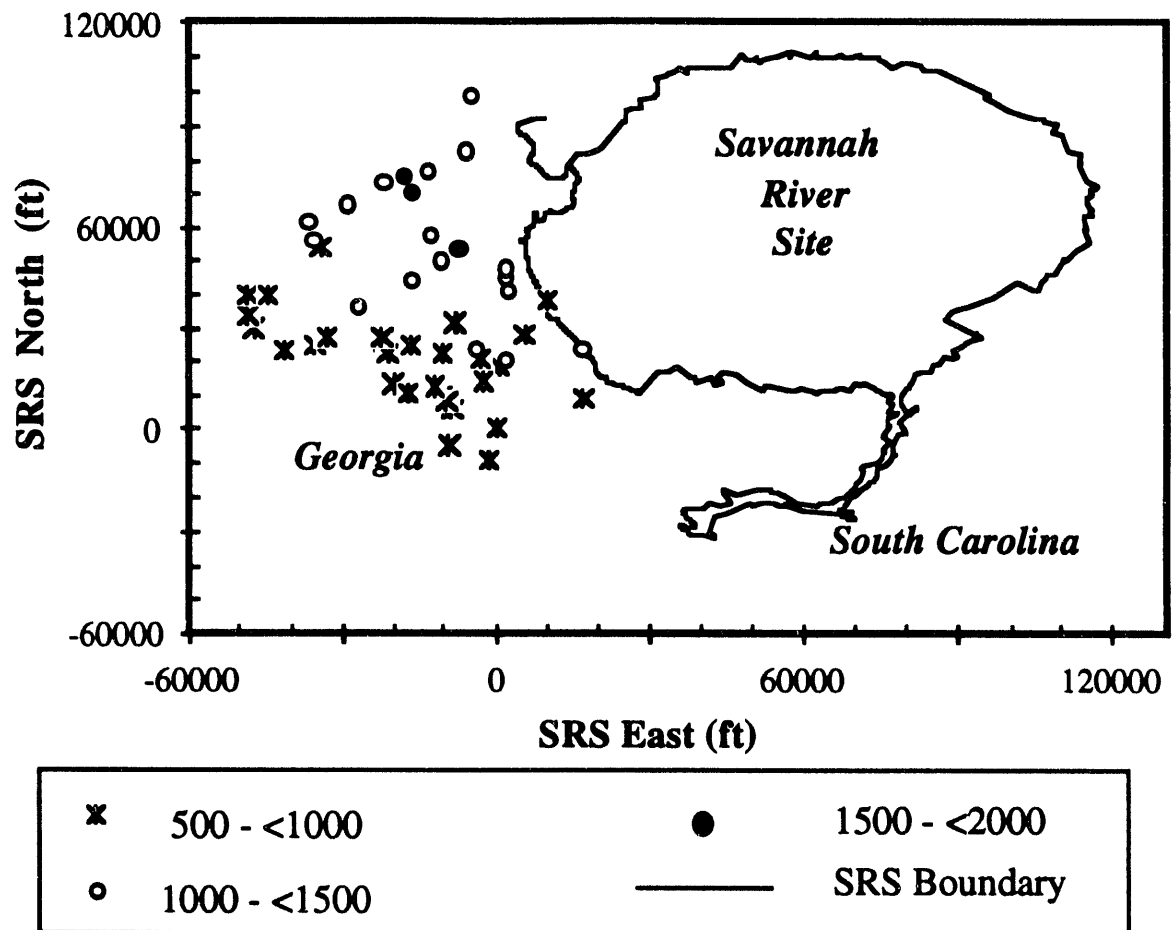 120000
60000
0
-60000
SRS North (ft)
Savannah
River
Site
Georgia
South Carolina
-60000
0
60000
120000
SRS East (ft)
500 - <1000
1500 - <2000
1000 - <1500
SRS Boundary